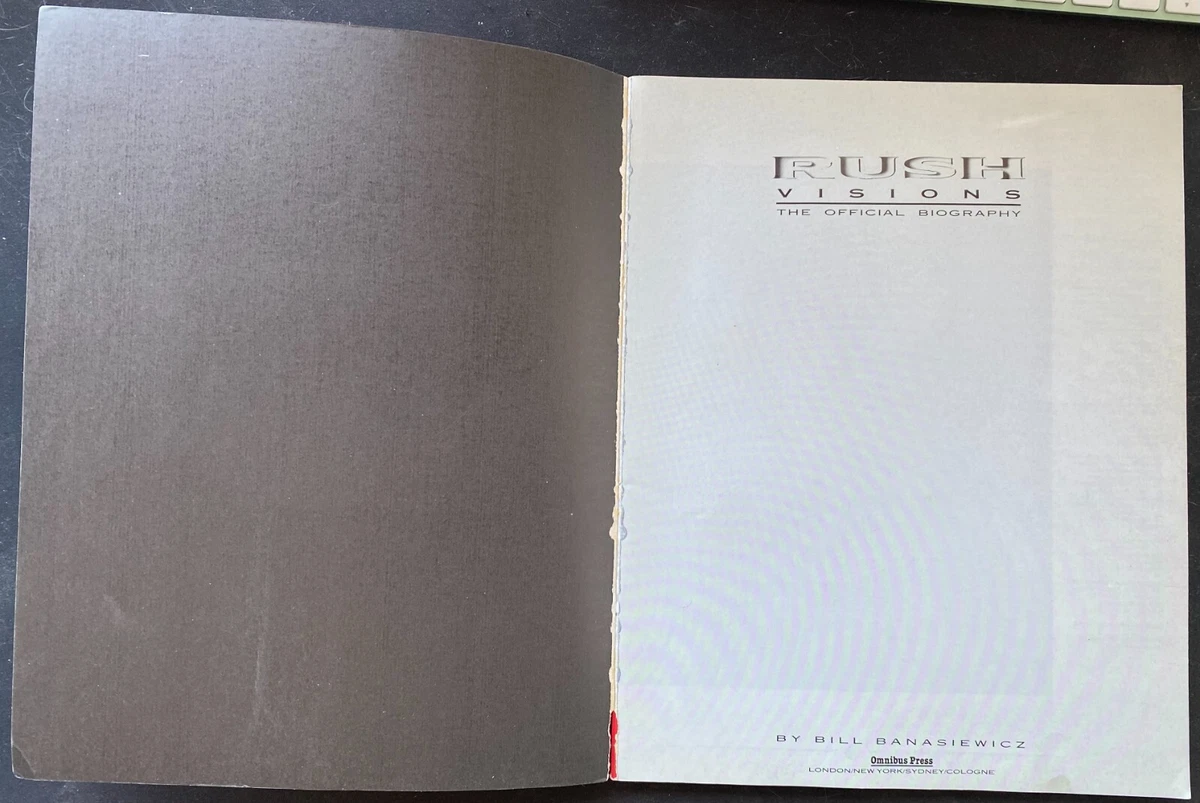 RUSH
VISIONS
THE OFFICIAL BIOGRAPHY
BY BILL BANASIEWICZ
Omnibus Press
LONDON/NEW YORK/SYDNEY/COLOGNE